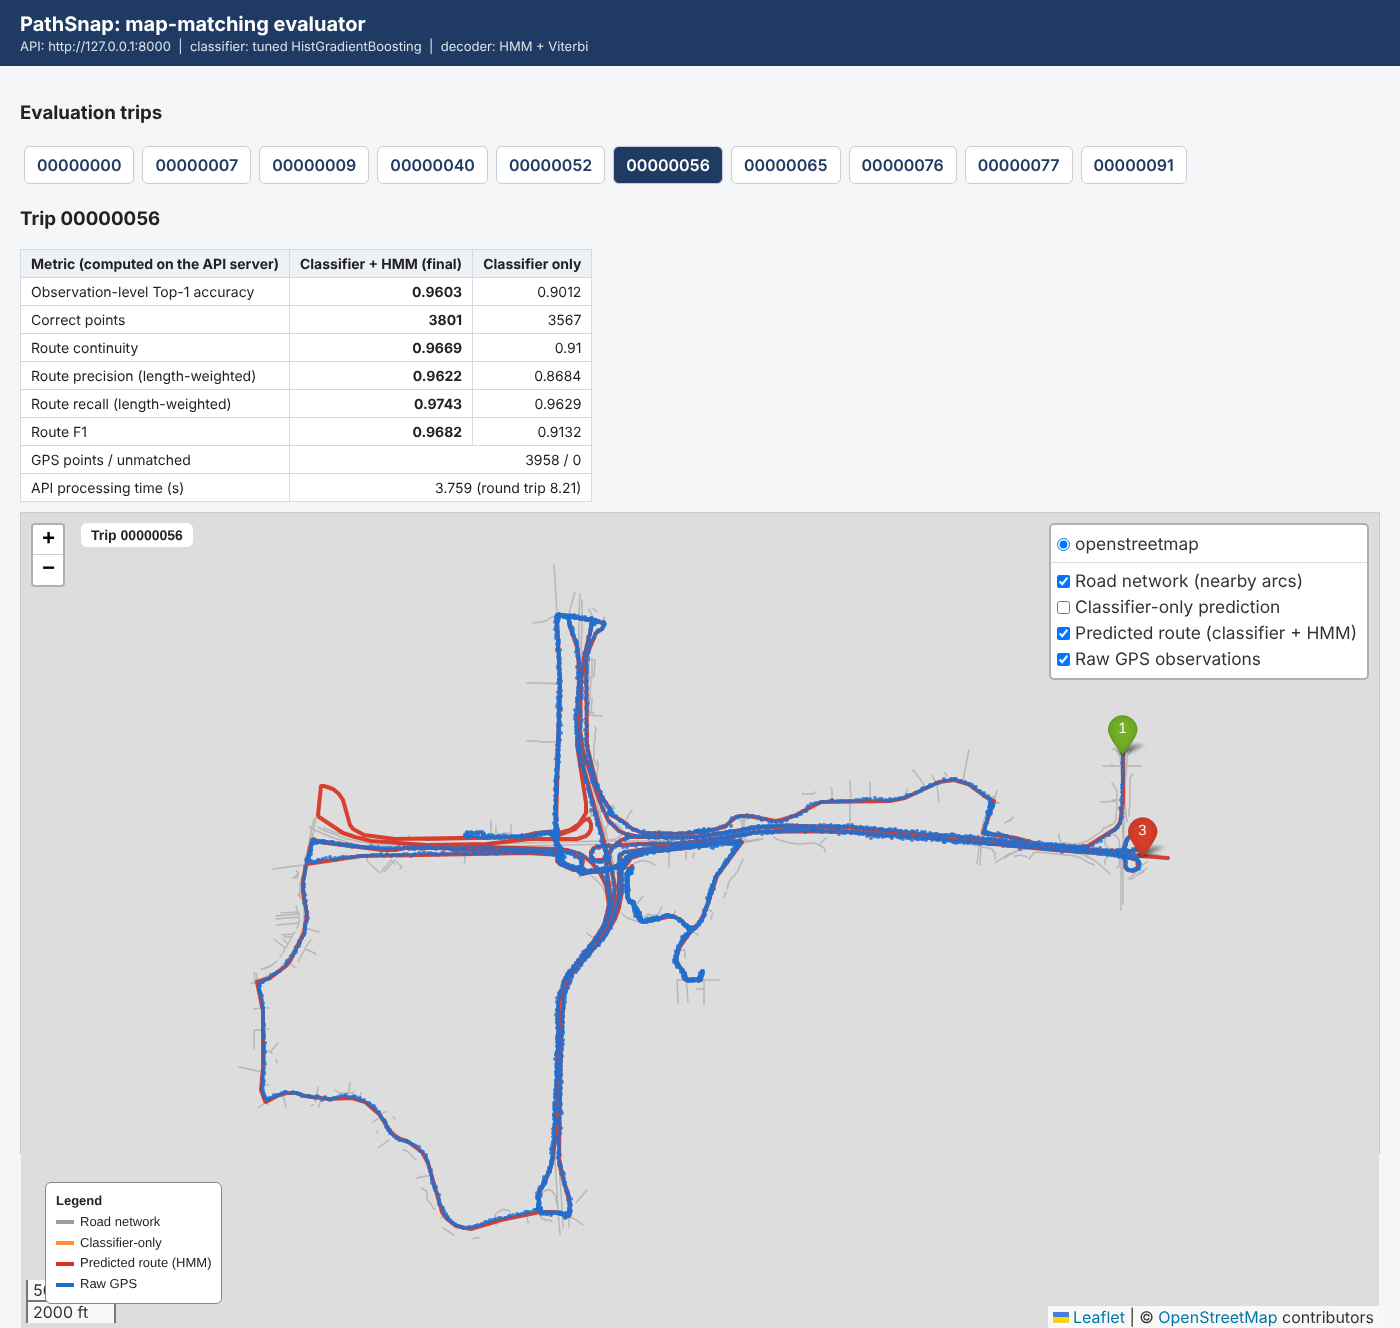 PathSnap: map-matching evaluator
API: http://127.0.0.1:8000 | classifier: tuned HistGradientBoosting | decoder: HMM + Viterbi
Evaluation trips
00000000 00000007 00000009 00000040 00000052 00000056 00000065 00000076 00000077 00000091
Trip 00000056
Metric (computed on the API server) Classifier + HMM (final) Classifier only
Observation-level Top-1 accuracy 0.9603 0.9012
Correct points 3801 3567
Route continuity 0.9669 0.91
Route precision (length-weighted) 0.9622 0.8684
Route recall (length-weighted) 0.9743 0.9629
Route F1 0.9682 0.9132
GPS points / unmatched 3958 / 0
API processing time (s) 3.759 (round trip 8.21)
+
−
Trip 00000056
openstreetmap
Road network (nearby arcs)
Classifier-only prediction
Predicted route (classifier + HMM)
Raw GPS observations
1
3
Legend
Road network
Classifier-only
Predicted route (HMM)
Raw GPS
2000 ft
Leaflet | © OpenStreetMap contributors